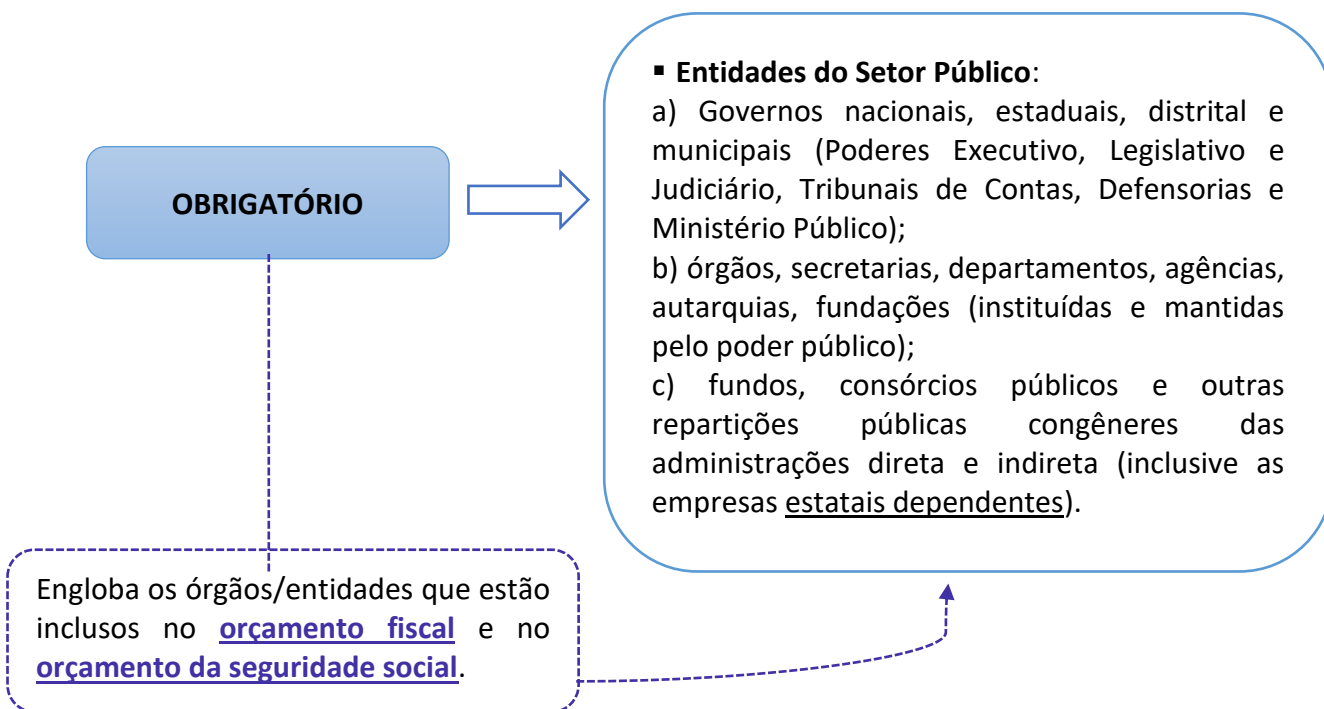 OBRIGATÓRIO
▪ Entidades do Setor Público:
a) Governos nacionais, estaduais, distrital e
municipais (Poderes Executivo, Legislativo e
Judiciário, Tribunais de Contas, Defensorias e
Ministério Público);
b) órgãos, secretarias, departamentos, agências,
autarquias, fundações (instituídas e mantidas
pelo poder público);
c) fundos, consórcios públicos e outras
repartições públicas congêneres das
administrações direta e indireta (inclusive as
empresas estatais dependentes).
Engloba os órgãos/entidades que estão
inclusos no orçamento fiscal e no
orçamento da seguridade social.